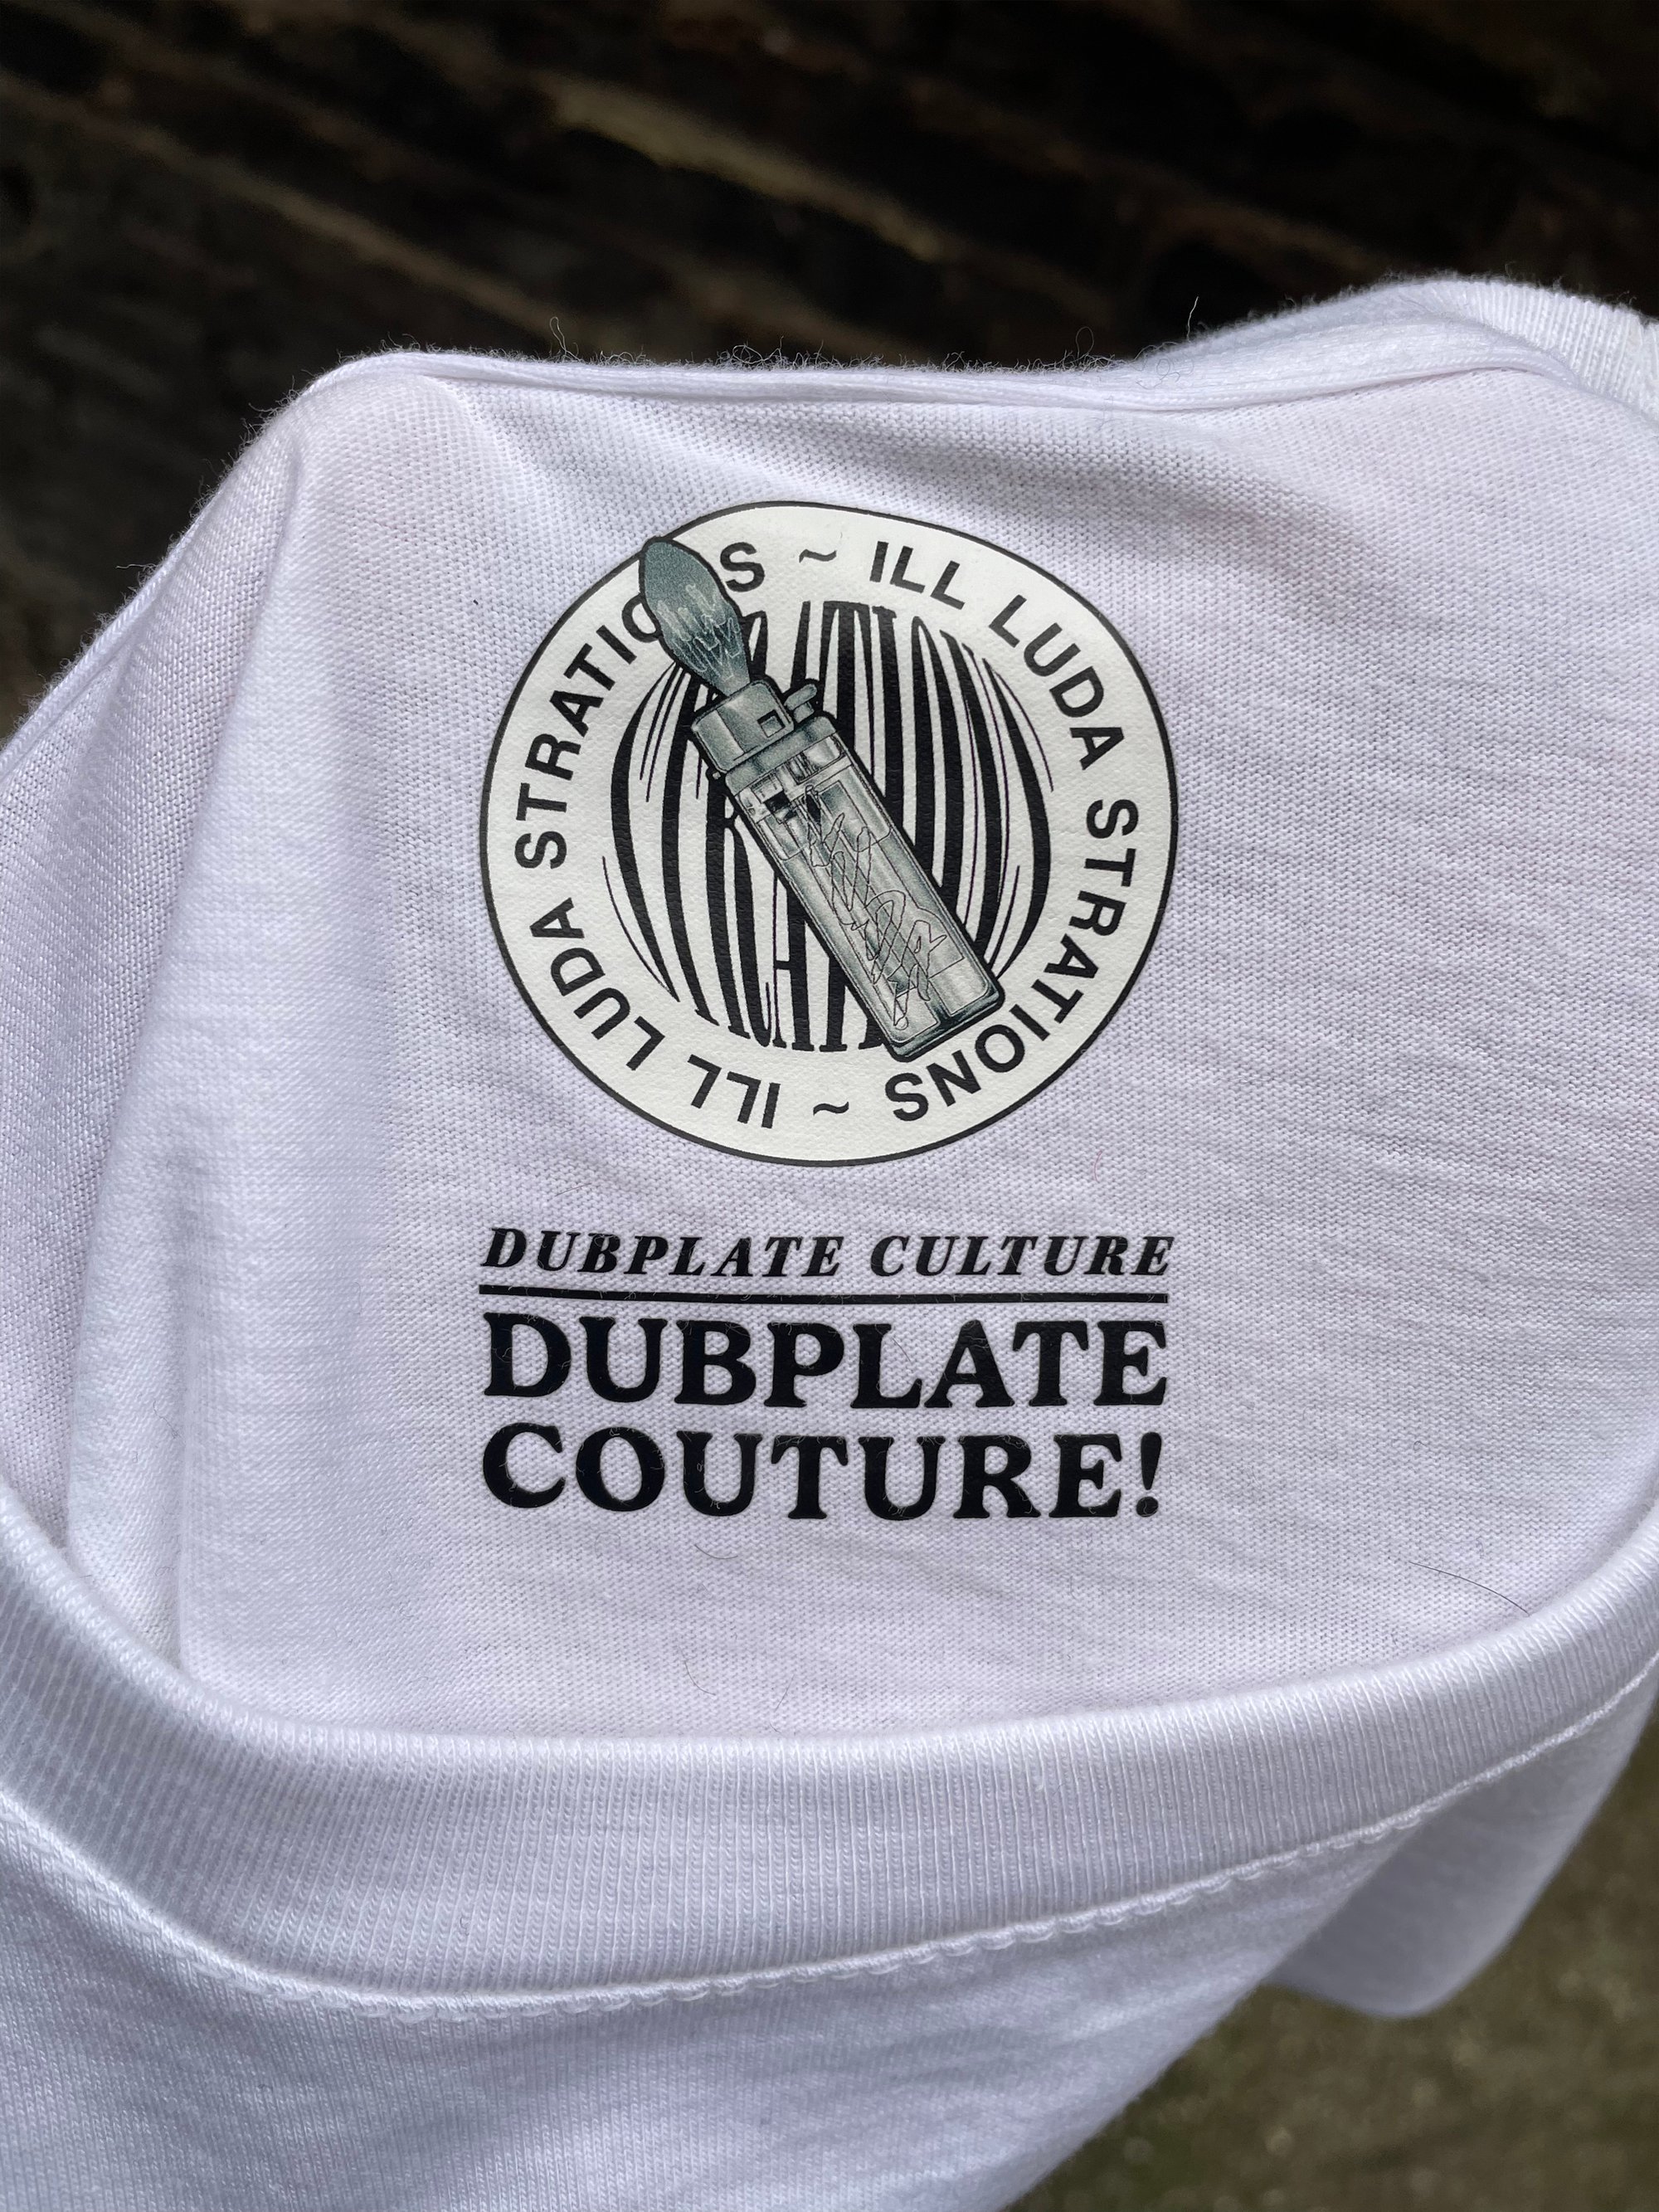 ILL LUDA STRATIONS ~ ILL LUDA STRATIONS ~
DUBPLATE CULTURE
DUBPLATE
COUTURE!